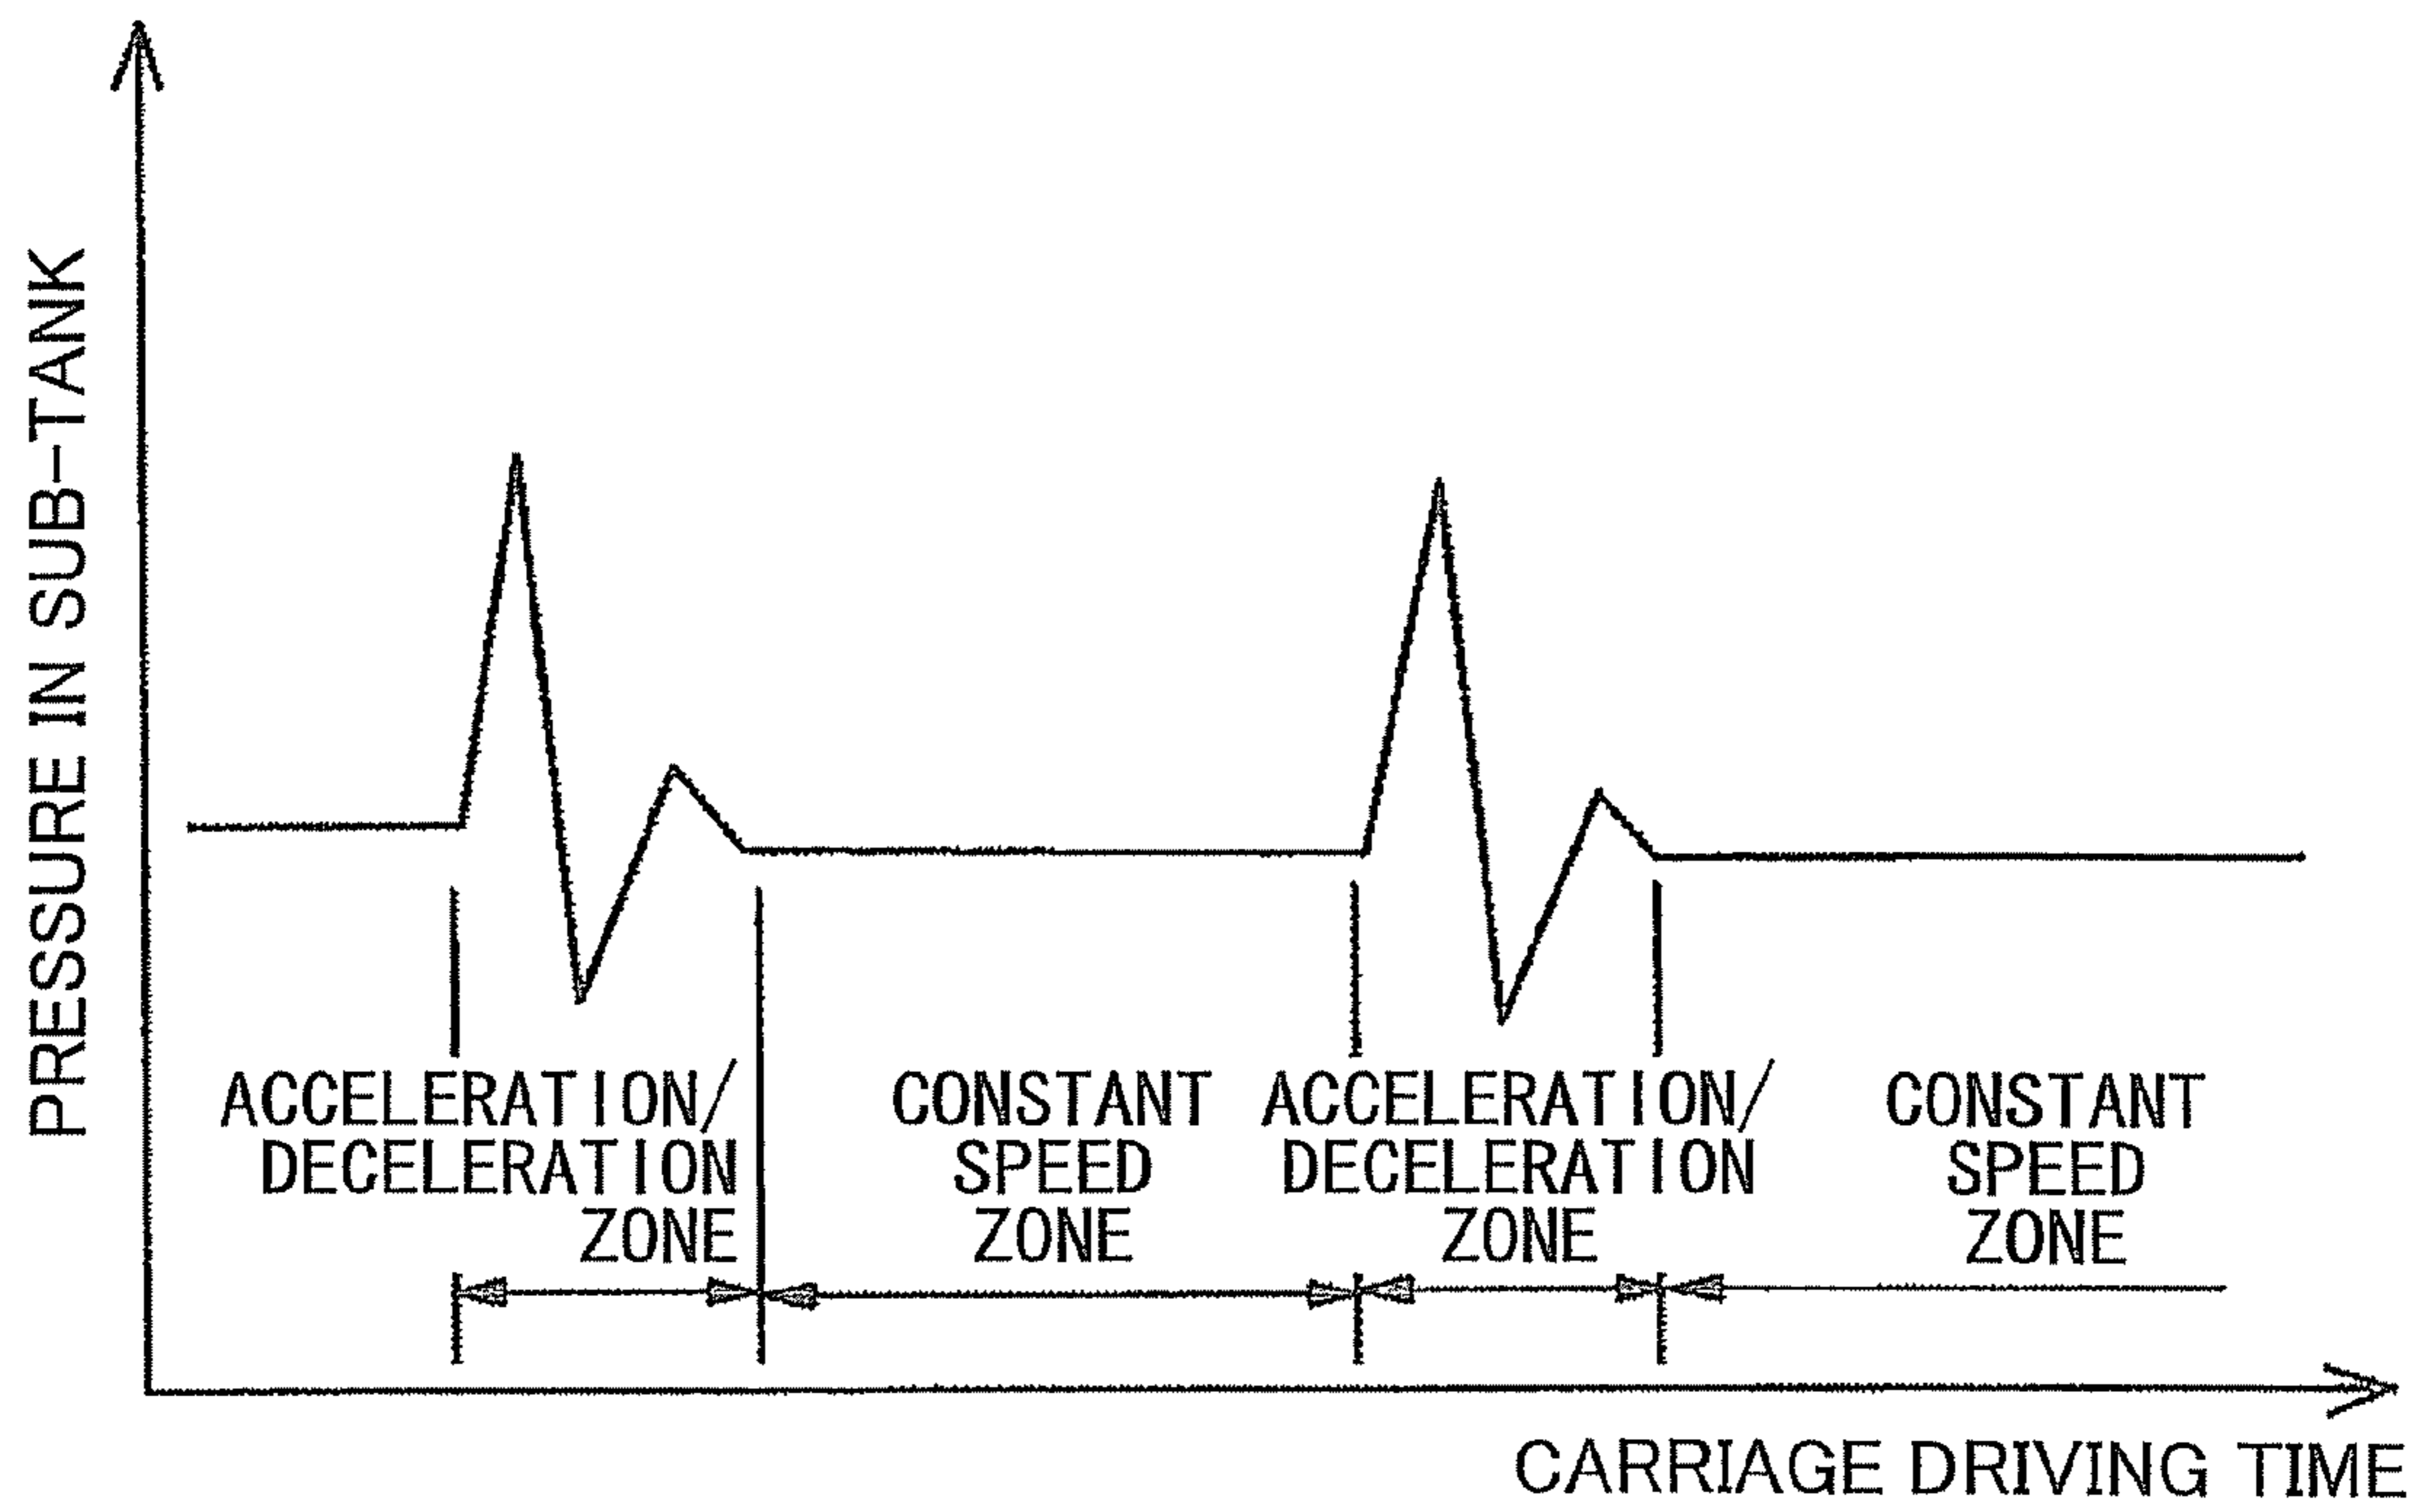 PRESSURE IN SUB-TANK
ACCELERATION/
DECELERATION
ZONE
CONSTANT
SPEED
ZONE
ACCELERATION/
DECELERATION
ZONE
CONSTANT
SPEED
ZONE
CARRIAGE DRIVING TIME